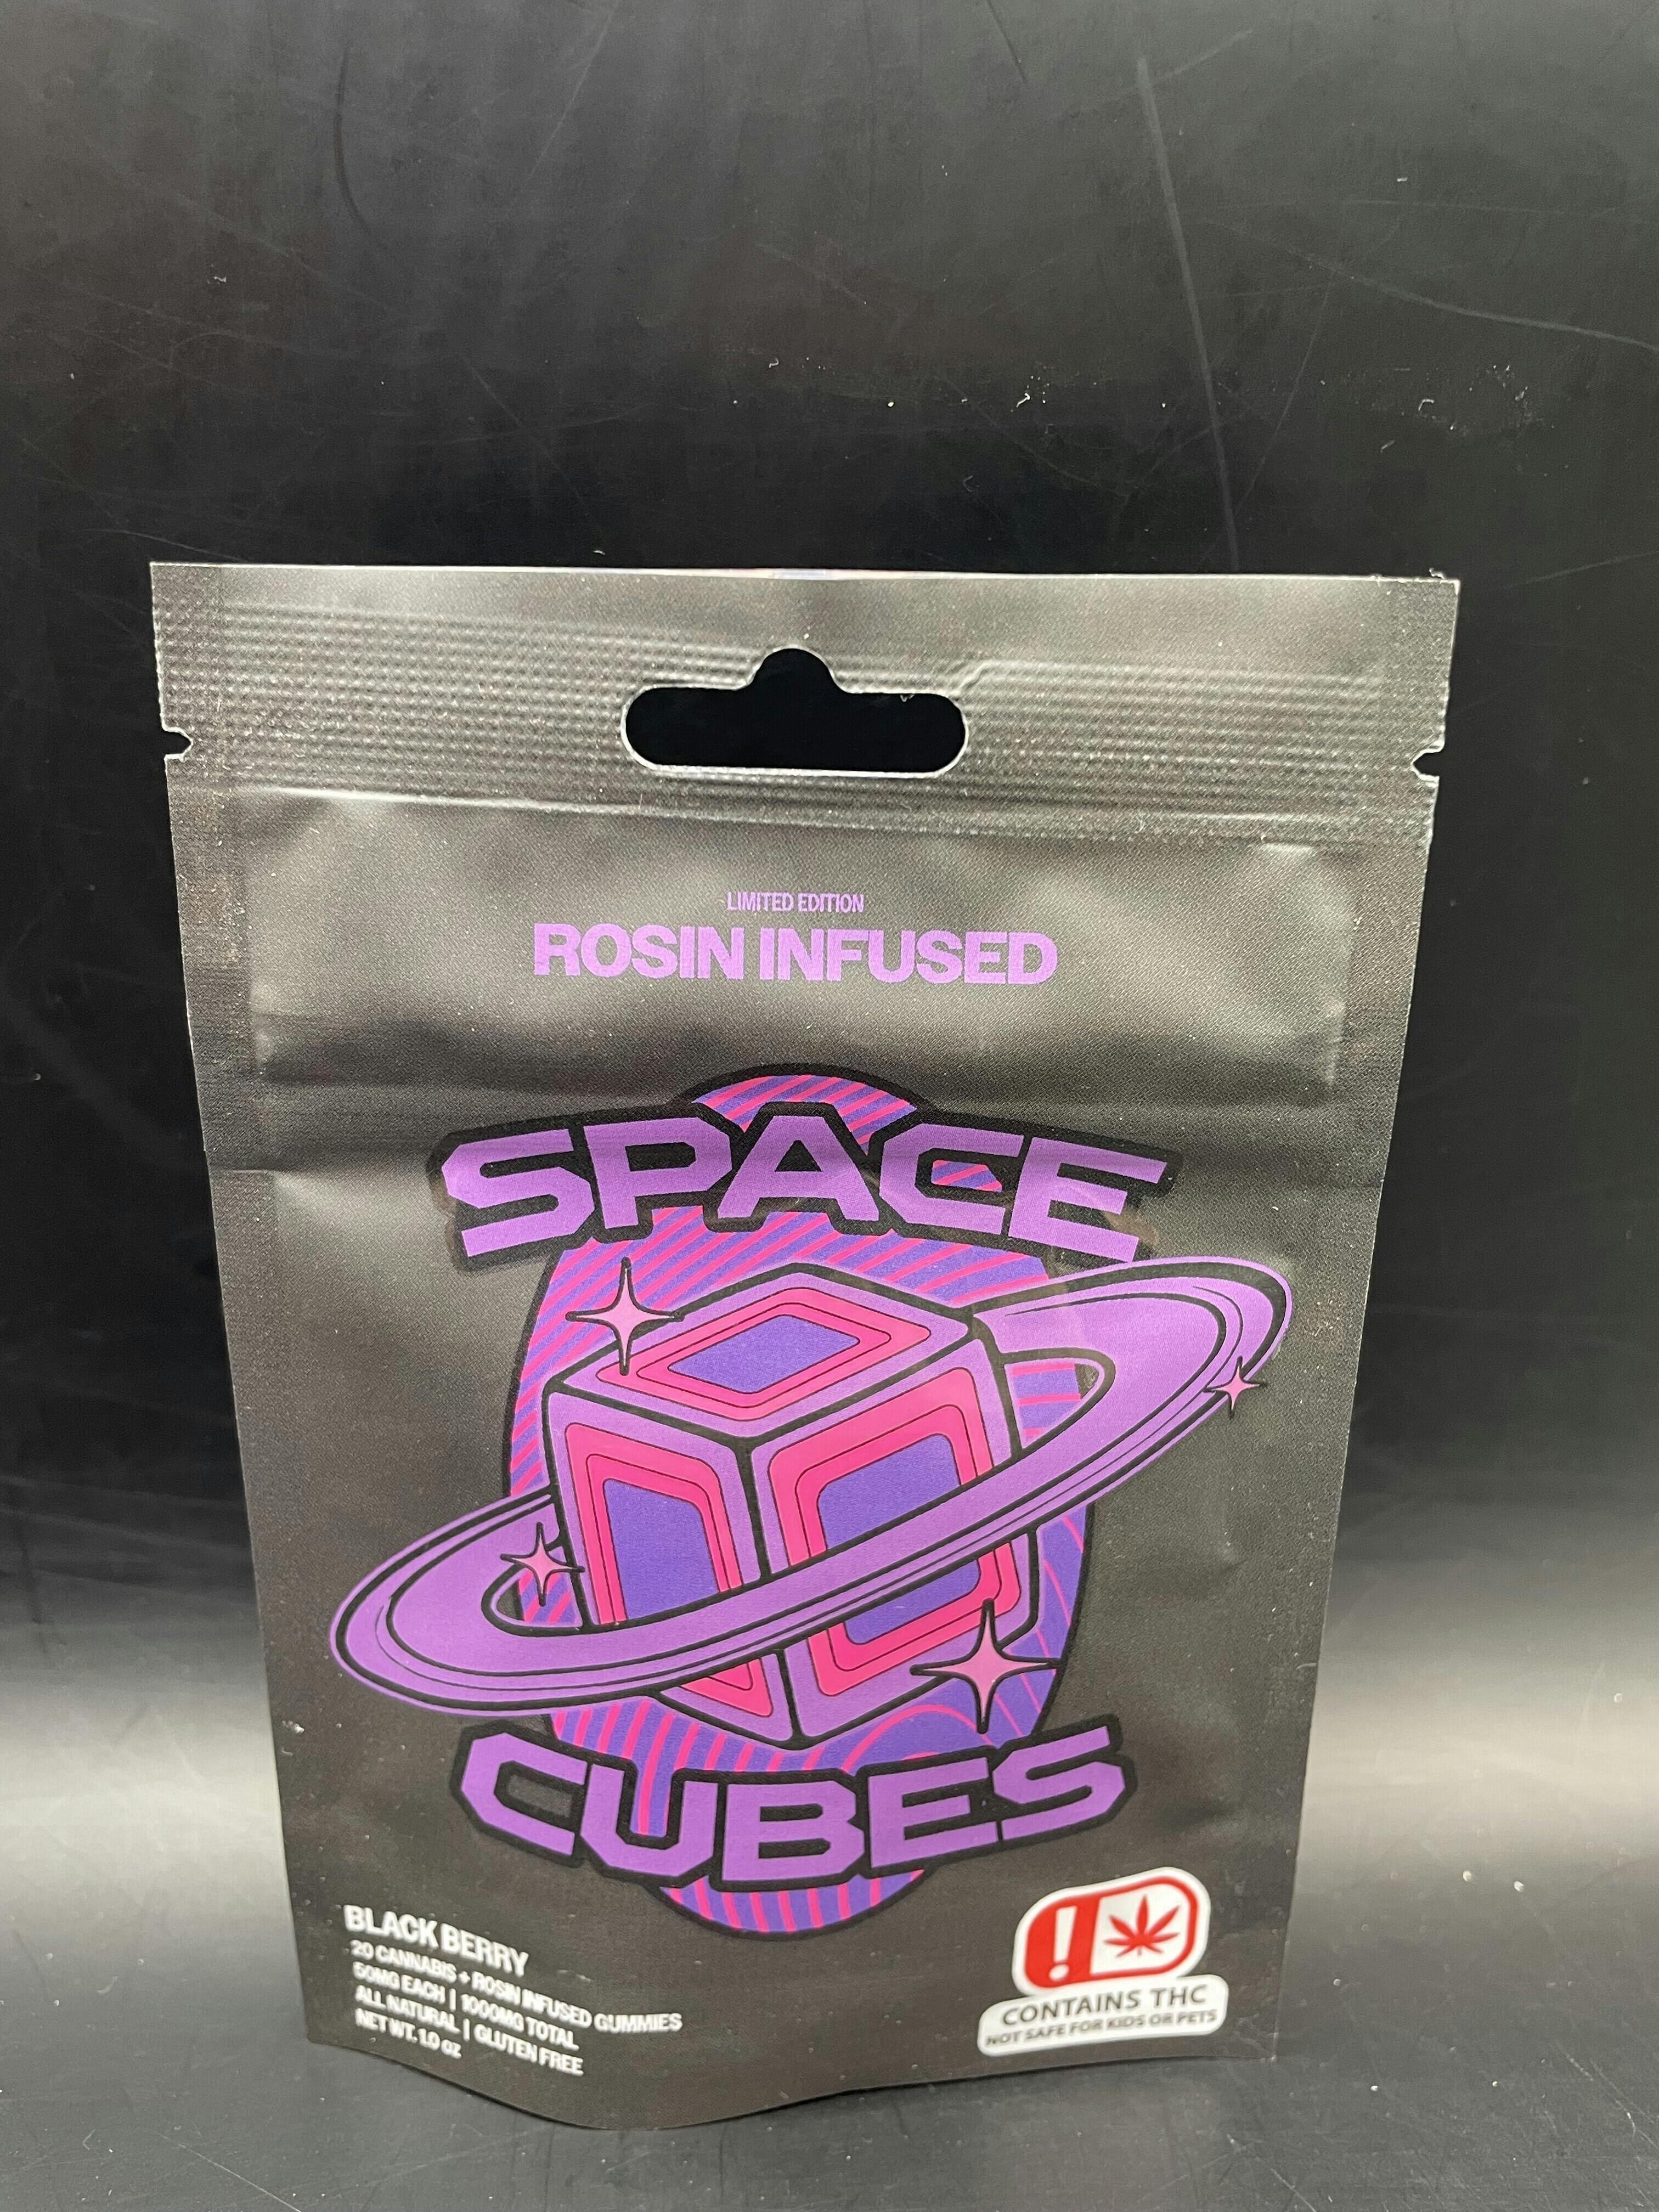 LIMITED EDITION
ROSIN INFUSED
SPACE
CUBES
BLACK BERRY
20 CANNABIS + ROSIN INFUSED GUMMIES
50MG EACH | 1000MG TOTAL
ALL NATURAL | GLUTEN FREE
NET WT. 1.0 oz
!
CONTAINS THC
NOT SAFE FOR KIDS OR PETS